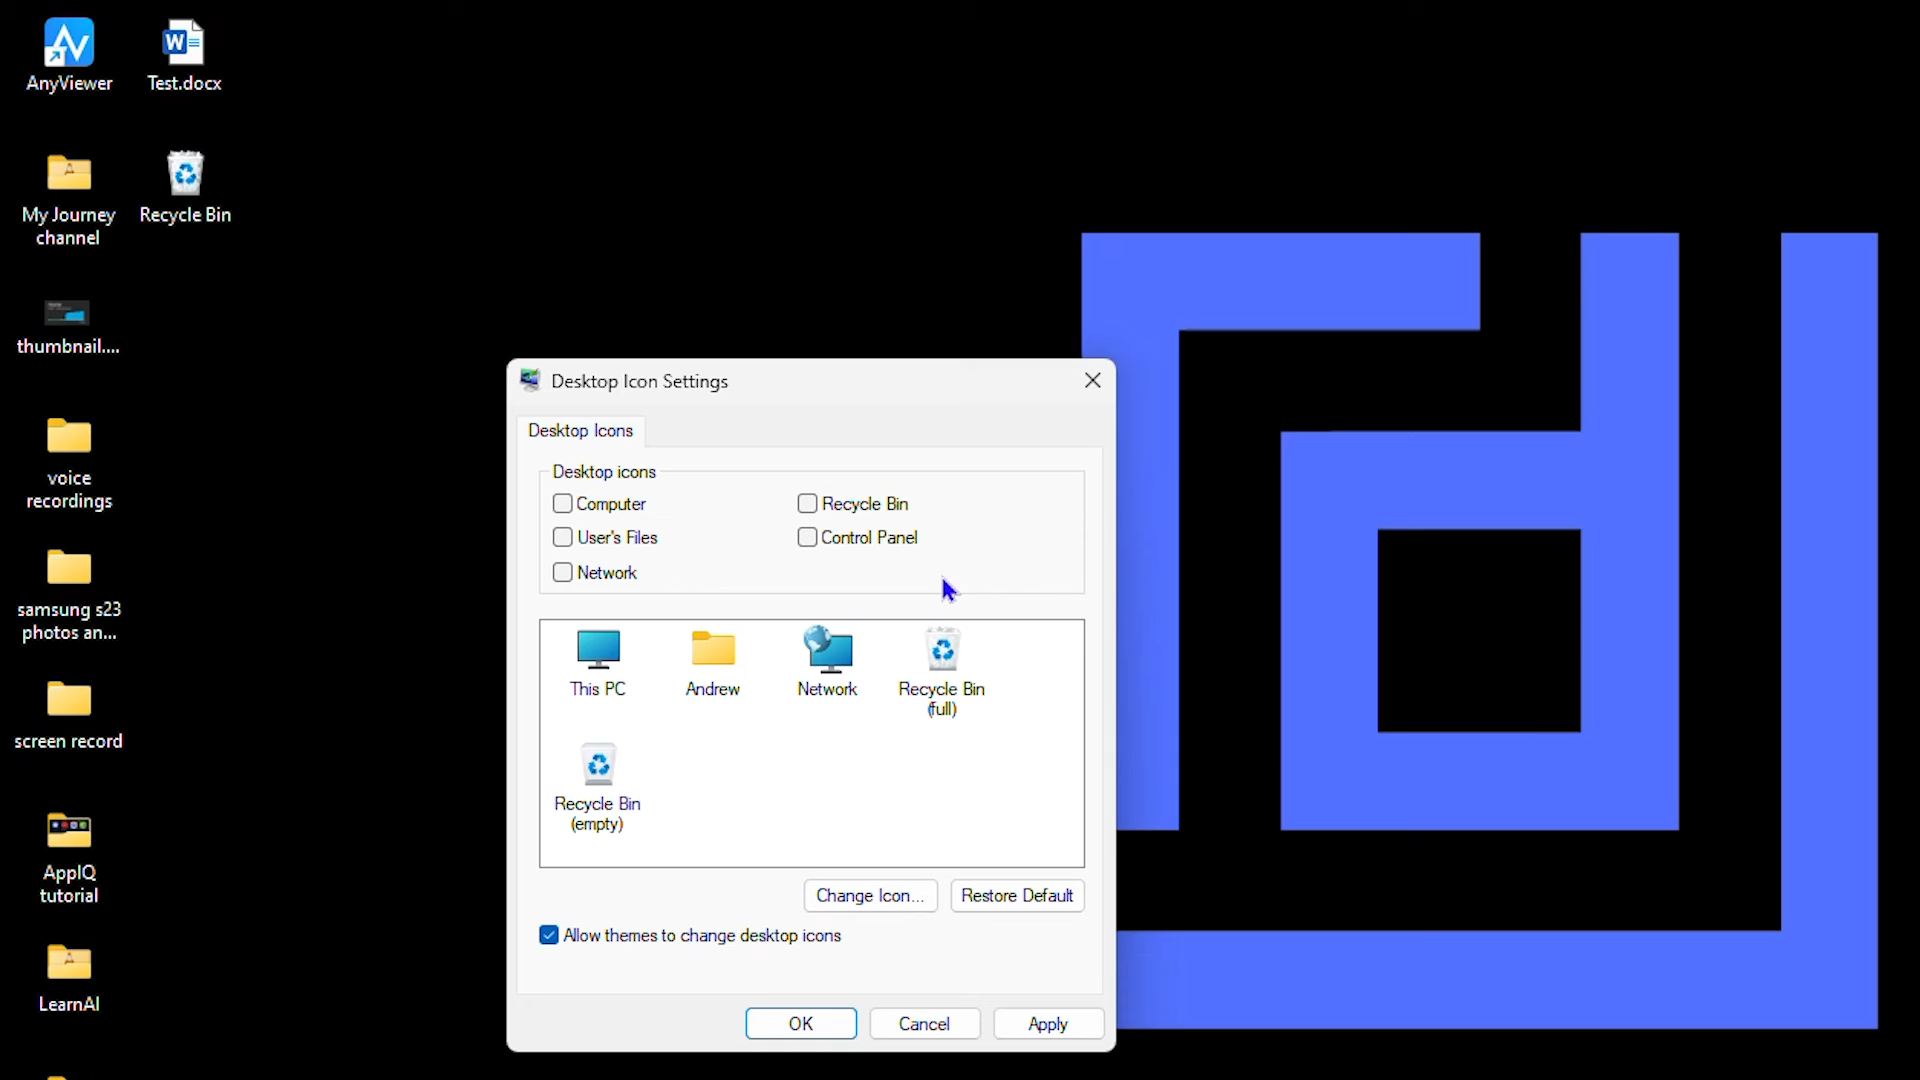 AnyViewer
Test.docx
My Journey
channel
Recycle Bin
thumbnail....
voice
recordings
samsung s23
photos an...
screen record
AppIQ
tutorial
LearnAI
Desktop Icon Settings
Desktop Icons
Desktop icons
Computer
Recycle Bin
User's Files
Control Panel
Network
This PC
Andrew
Network
Recycle Bin
(full)
Recycle Bin
(empty)
Change Icon...
Restore Default
Allow themes to change desktop icons
OK
Cancel
Apply